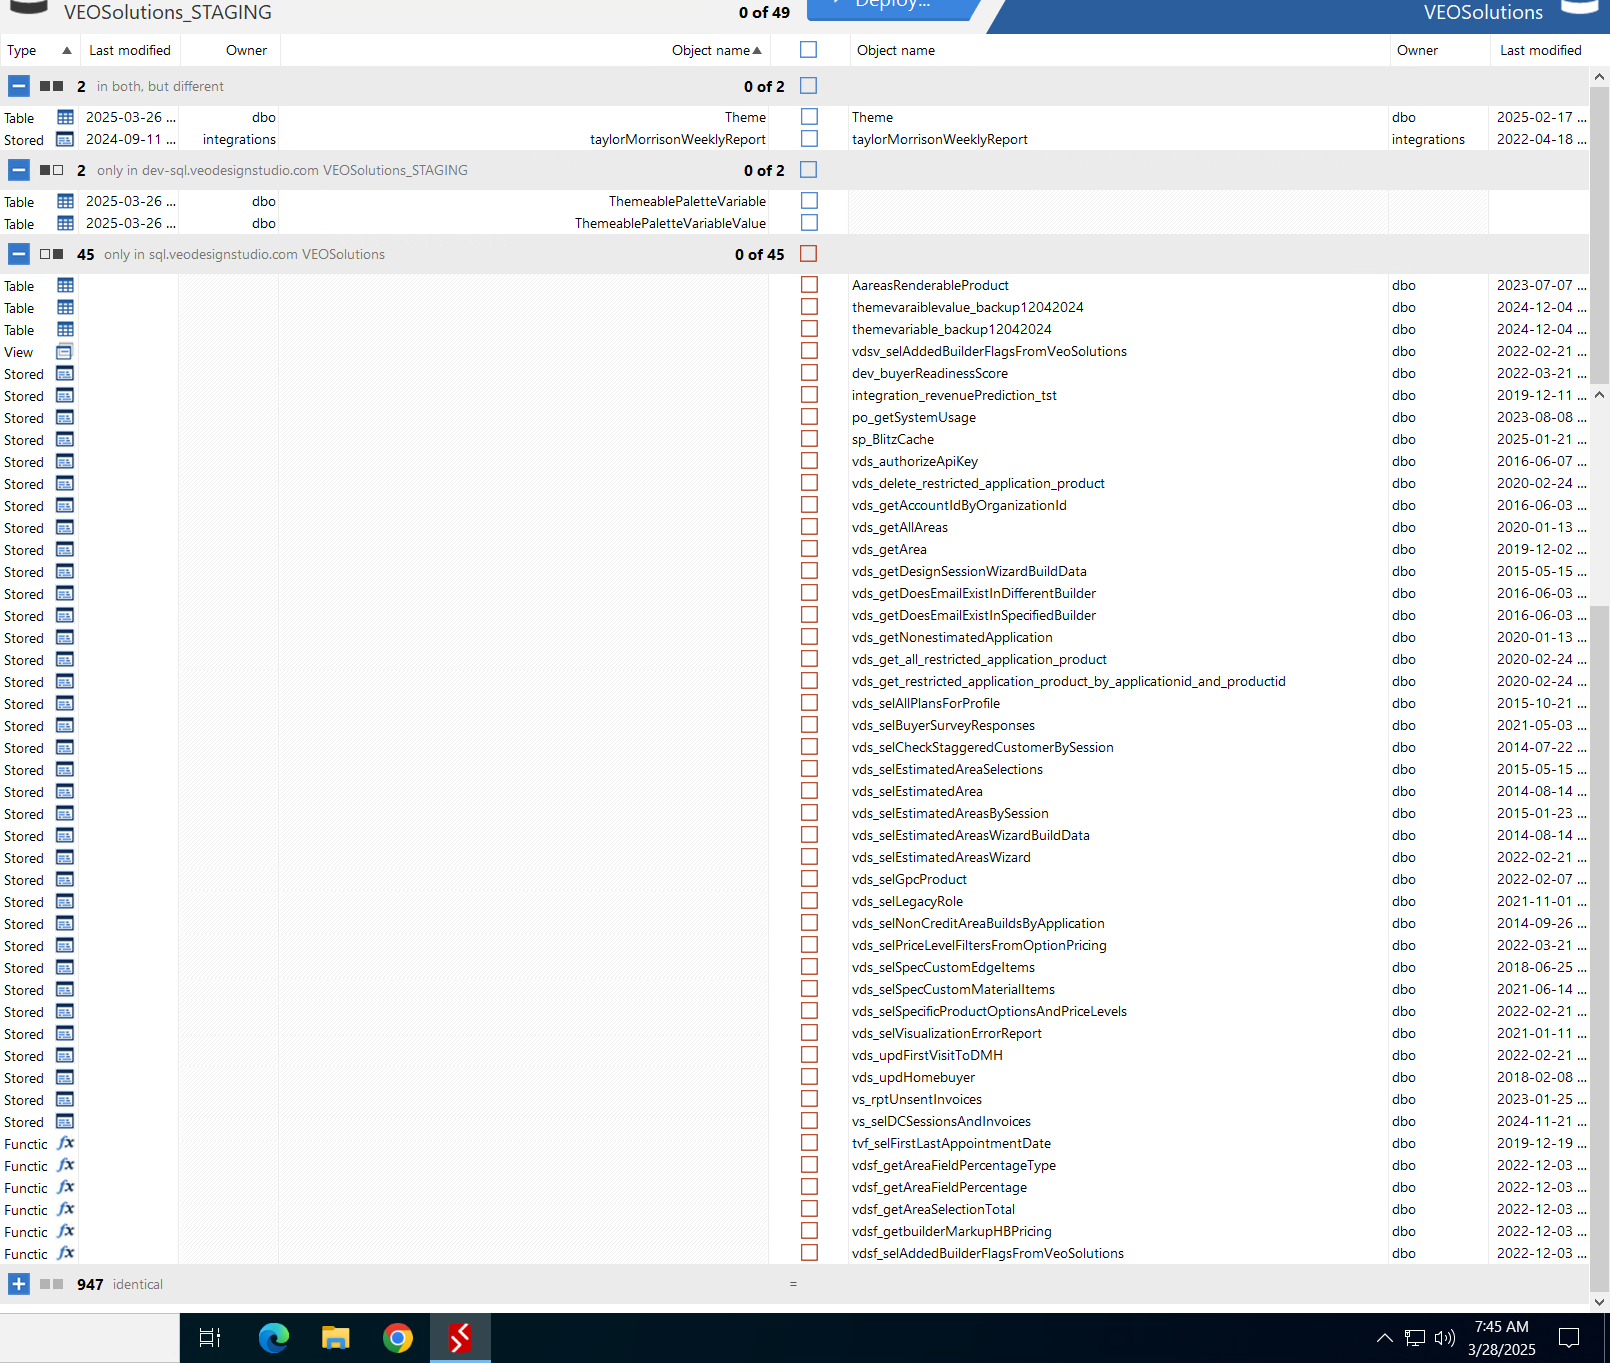 VEOSolutions_STAGING 0 of 49 Deploy... VEOSolutions
Type Last modified Owner Object name Object name Owner Last modified
2 in both, but different 0 of 2
Table 2025-03-26 ... dbo Theme Theme dbo 2025-02-17 ...
Stored 2024-09-11 ... integrations taylorMorrisonWeeklyReport taylorMorrisonWeeklyReport integrations 2022-04-18 ...
2 only in dev-sql.veodesignstudio.com VEOSolutions_STAGING 0 of 2
Table 2025-03-26 ... dbo ThemeablePaletteVariable
Table 2025-03-26 ... dbo ThemeablePaletteVariableValue
45 only in sql.veodesignstudio.com VEOSolutions 0 of 45
Table AareasRenderableProduct dbo 2023-07-07 ...
Table themevaraiblevalue_backup12042024 dbo 2024-12-04 ...
Table themevariable_backup12042024 dbo 2024-12-04 ...
View vdsv_selAddedBuilderFlagsFromVeoSolutions dbo 2022-02-21 ...
Stored dev_buyerReadinessScore dbo 2022-03-21 ...
Stored integration_revenuePrediction_tst dbo 2019-12-11 ...
Stored po_getSystemUsage dbo 2023-08-08 ...
Stored sp_BlitzCache dbo 2025-01-21 ...
Stored vds_authorizeApiKey dbo 2016-06-07 ...
Stored vds_delete_restricted_application_product dbo 2020-02-24 ...
Stored vds_getAccountIdByOrganizationId dbo 2016-06-03 ...
Stored vds_getAllAreas dbo 2020-01-13 ...
Stored vds_getArea dbo 2019-12-02 ...
Stored vds_getDesignSessionWizardBuildData dbo 2015-05-15 ...
Stored vds_getDoesEmailExistInDifferentBuilder dbo 2016-06-03 ...
Stored vds_getDoesEmailExistInSpecifiedBuilder dbo 2016-06-03 ...
Stored vds_getNonestimatedApplication dbo 2020-01-13 ...
Stored vds_get_all_restricted_application_product dbo 2020-02-24 ...
Stored vds_get_restricted_application_product_by_applicationid_and_productid dbo 2020-02-24 ...
Stored vds_selAllPlansForProfile dbo 2015-10-21 ...
Stored vds_selBuyerSurveyResponses dbo 2021-05-03 ...
Stored vds_selCheckStaggeredCustomerBySession dbo 2014-07-22 ...
Stored vds_selEstimatedAreaSelections dbo 2015-05-15 ...
Stored vds_selEstimatedArea dbo 2014-08-14 ...
Stored vds_selEstimatedAreasBySession dbo 2015-01-23 ...
Stored vds_selEstimatedAreasWizardBuildData dbo 2014-08-14 ...
Stored vds_selEstimatedAreasWizard dbo 2022-02-21 ...
Stored vds_selGpcProduct dbo 2022-02-07 ...
Stored vds_selLegacyRole dbo 2021-11-01 ...
Stored vds_selNonCreditAreaBuildsByApplication dbo 2014-09-26 ...
Stored vds_selPriceLevelFiltersFromOptionPricing dbo 2022-03-21 ...
Stored vds_selSpecCustomEdgeItems dbo 2018-06-25 ...
Stored vds_selSpecCustomMaterialItems dbo 2021-06-14 ...
Stored vds_selSpecificProductOptionsAndPriceLevels dbo 2022-02-21 ...
Stored vds_selVisualizationErrorReport dbo 2021-01-11 ...
Stored vds_updFirstVisitToDMH dbo 2022-02-21 ...
Stored vds_updHomebuyer dbo 2018-02-08 ...
Stored vs_rptUnsentInvoices dbo 2023-01-25 ...
Stored vs_selDCSessionsAndInvoices dbo 2024-11-21 ...
Functic fx tvf_selFirstLastAppointmentDate dbo 2019-12-19 ...
Functic fx vdsf_getAreaFieldPercentageType dbo 2022-12-03 ...
Functic fx vdsf_getAreaFieldPercentage dbo 2022-12-03 ...
Functic fx vdsf_getAreaSelectionTotal dbo 2022-12-03 ...
Functic fx vdsf_getbuilderMarkupHBPricing dbo 2022-12-03 ...
Functic fx vdsf_selAddedBuilderFlagsFromVeoSolutions dbo 2022-12-03 ...
947 identical =
7:45 AM
3/28/2025